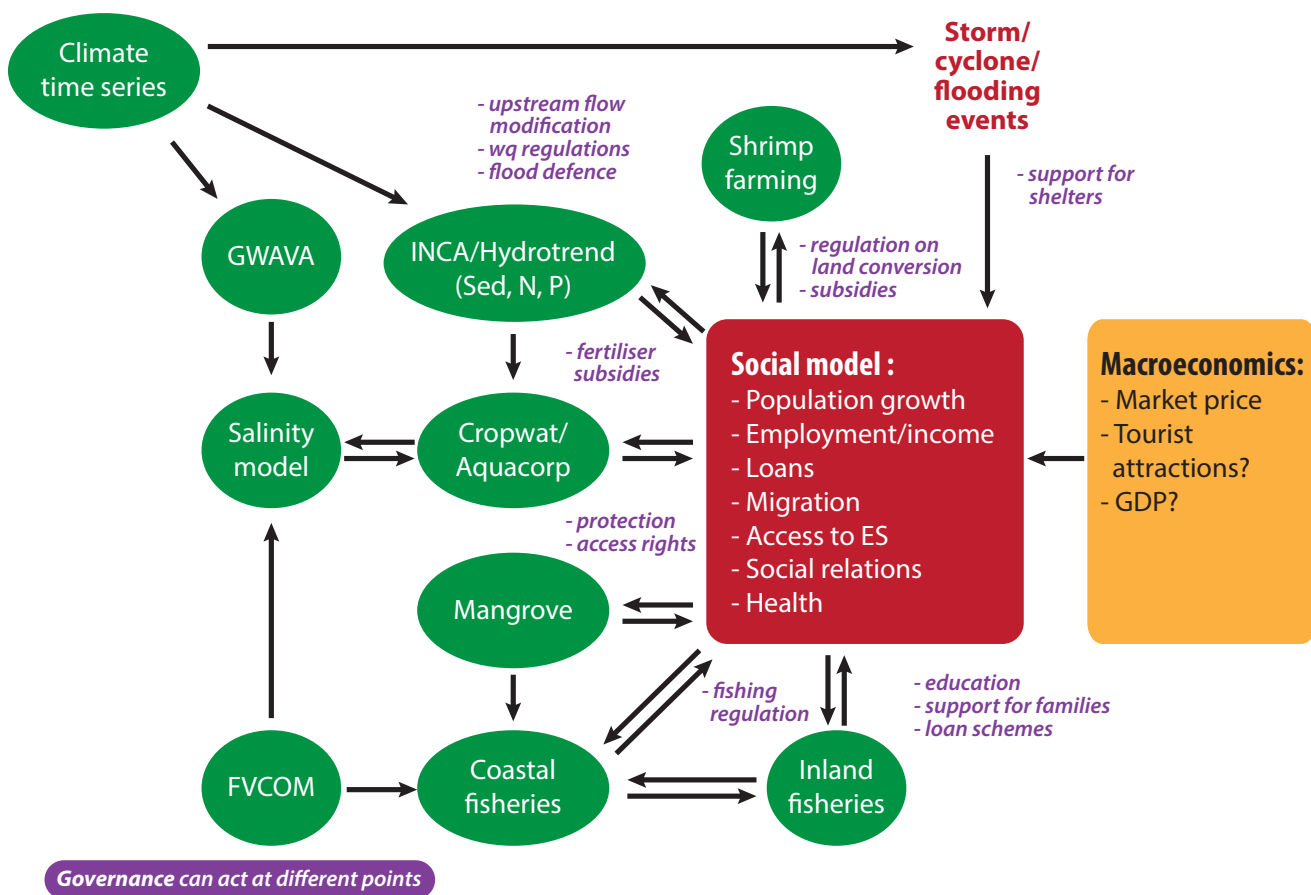 Climate
time series
Storm/
cyclone/
flooding
events
- upstream flow
modification
- wq regulations
- flood defence
Shrimp
farming
- support for
shelters
GWAVA
INCA/Hydrotrend
(Sed, N, P)
- regulation on
land conversion
- subsidies
- fertiliser
subsidies
Social model :
- Population growth
- Employment/income
- Loans
- Migration
- Access to ES
- Social relations
- Health
Macroeconomics:
- Market price
- Tourist
attractions?
- GDP?
Salinity
model
Cropwat/
Aquacorp
- protection
- access rights
Mangrove
- fishing
regulation
- education
- support for families
- loan schemes
FVCOM
Coastal
fisheries
Inland
fisheries
Governance can act at different points